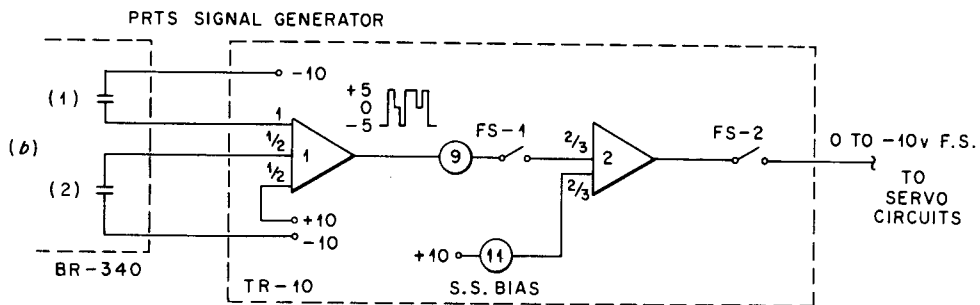 PRTS SIGNAL GENERATOR
(b)
(1)
(2)
-10
1
1/2
1/2
1
+10
-10
+5
0
-5
9
FS-1
2/3
2/3
2
FS-2
0 TO -10v F.S.
TO
SERVO
CIRCUITS
+10
11
S.S. BIAS
BR-340
TR-10